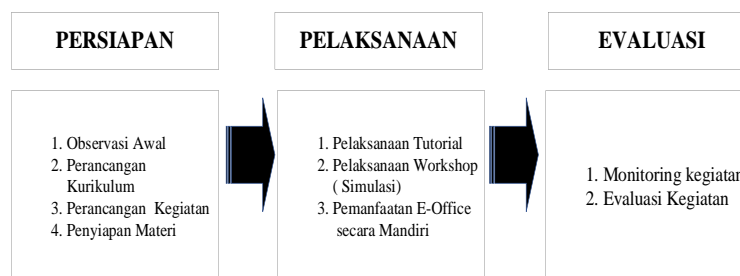 PERSIAPAN
1. Observasi Awal
2. Perancangan
Kurikulum
3. Perancangan Kegiatan
4. Penyiapan Materi
PELAKSANAAN
1. Pelaksanaan Tutorial
2. Pelaksanaan Workshop
( Simulasi)
3. Pemanfaatan E-Office
secara Mandiri
EVALUASI
1. Monitoring kegiatan
2. Evaluasi Kegiatan